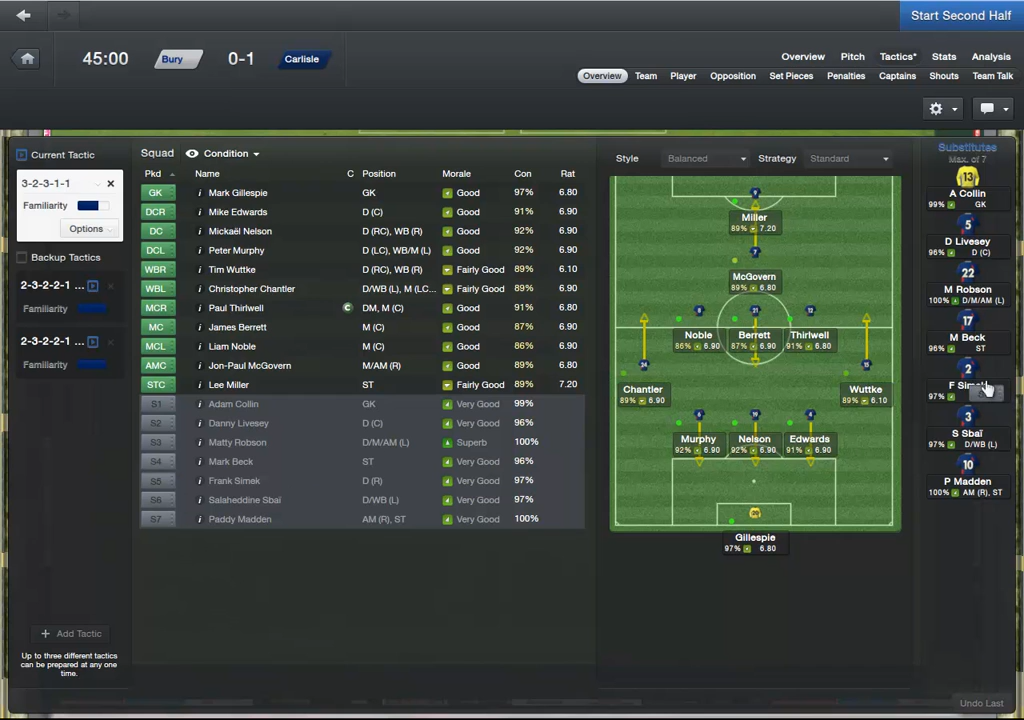 Start Second Half
45:00 Bury 0-1 Carlisle
Overview Pitch Tactics* Stats Analysis
Overview Team Player Opposition Set Pieces Penalties Captains Shouts Team Talk
Current Tactic
3-2-3-1-1
Familiarity
Options
Backup Tactics
2-3-2-2-1 ...
Familiarity
2-3-2-2-1 ...
Familiarity
+ Add Tactic
Up to three different tactics
can be prepared at any one
time.
Squad Condition
Pkd Name C Position Morale Con Rat
GK i Mark Gillespie GK Good 97% 6.80
DCR i Mike Edwards D (C) Good 91% 6.90
DC i Mickaël Nelson D (RC), WB (R) Good 92% 6.90
DCL i Peter Murphy D (LC), WB/M (L) Good 92% 6.90
WBR i Tim Wuttke D (RC), WB (R) Fairly Good 89% 6.10
WBL i Christopher Chantler D/WB (L), M (LC... Fairly Good 89% 6.90
MCR i Paul Thirlwell C DM, M (C) Good 91% 6.80
MC i James Berrett M (C) Good 87% 6.90
MCL i Liam Noble M (C) Good 86% 6.90
AMC i Jon-Paul McGovern M/AM (R) Good 89% 6.80
STC i Lee Miller ST Fairly Good 89% 7.20
S1 i Adam Collin GK Very Good 99%
S2 i Danny Livesey D (C) Very Good 96%
S3 i Matty Robson D/M/AM (L) Superb 100%
S4 i Mark Beck ST Very Good 96%
S5 i Frank Simek D (R) Very Good 97%
S6 i Salaheddine Sbaï D/WB (L) Very Good 97%
S7 i Paddy Madden AM (R), ST Very Good 100%
Style Balanced Strategy Standard
9
Miller
89% 7.20
7
McGovern
89% 6.80
Noble Berrett Thirlwell
86% 6.90 87% 6.90 91% 6.80
Chantler Wuttke
89% 6.90 89% 6.10
Murphy Nelson Edwards
92% 6.90 92% 6.90 91% 6.90
Gillespie
97% 6.80
Substitutes
Max. of 7
13
A Collin
99% GK
5
D Livesey
96% D (C)
22
M Robson
100% D/M/AM (L)
17
M Beck
96% ST
2
F Simek
97%
3
S Sbaï
97% D/WB (L)
10
P Madden
100% AM (R), ST
Undo Last